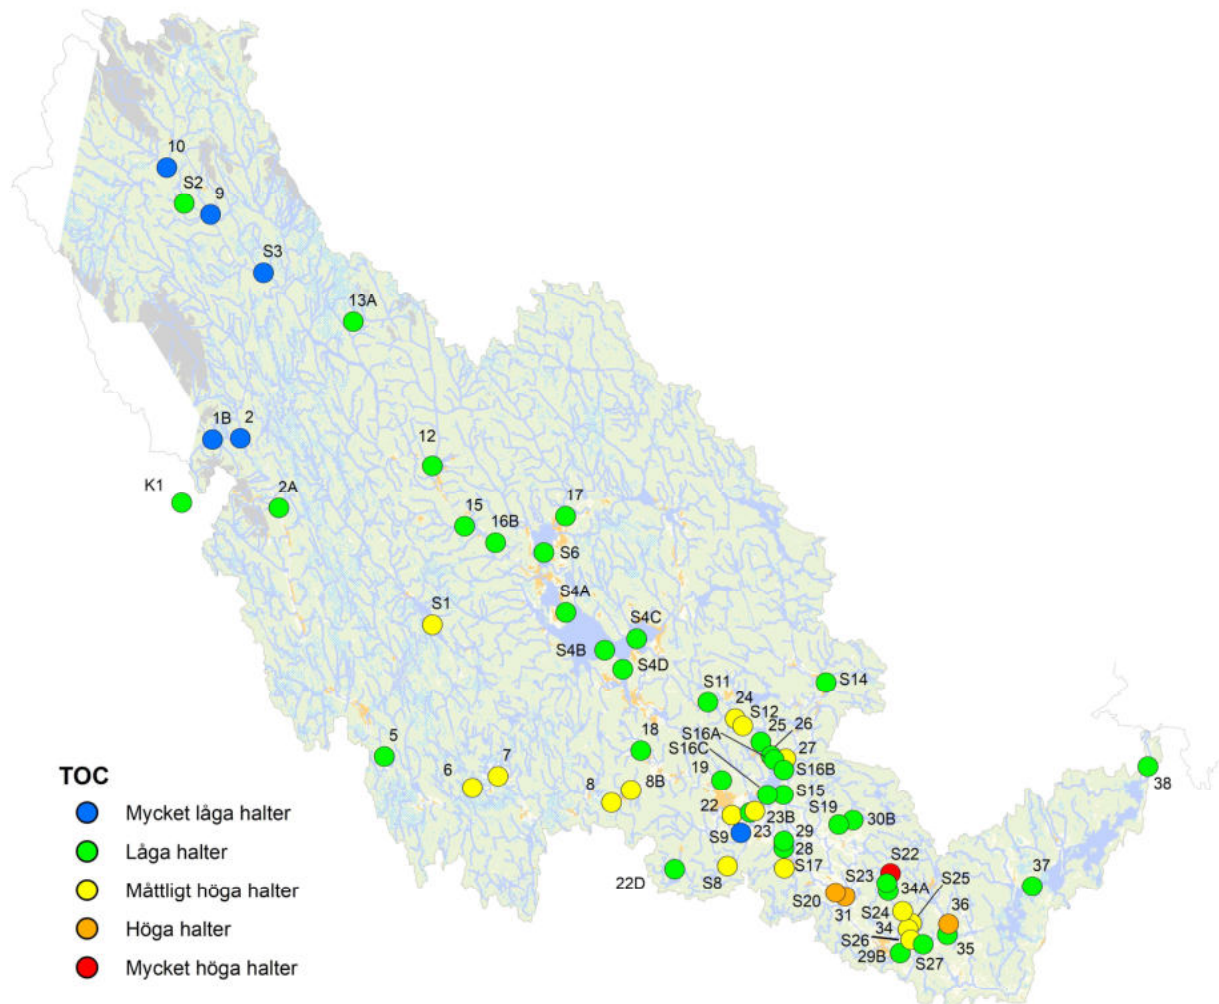 10
S2
9
S3
13A
1B
2
12
K1
2A
15
16B
17
S6
S1
S4A
S4C
S4B
S4D
S14
S11
24
S12
25
26
S16A
S16C
27
5
18
7
6
8
8B
19
S16B
S15
38
22
S9
23
23B
S19
30B
29
28
22D
S8
S17
S22
S23
34A
S25
37
S20
31
S24
36
34
S26
29B
S27
35
TOC
Mycket låga halter
Låga halter
Måttligt höga halter
Höga halter
Mycket höga halter